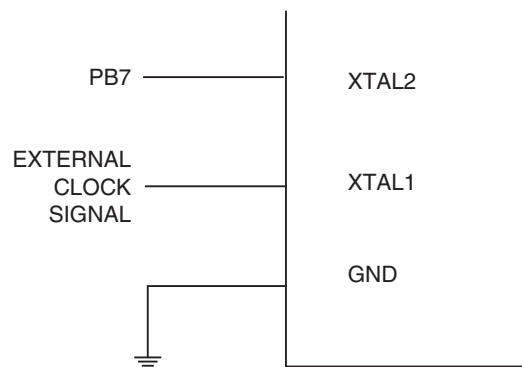 PB7
XTAL2
EXTERNAL
CLOCK
SIGNAL
XTAL1
GND